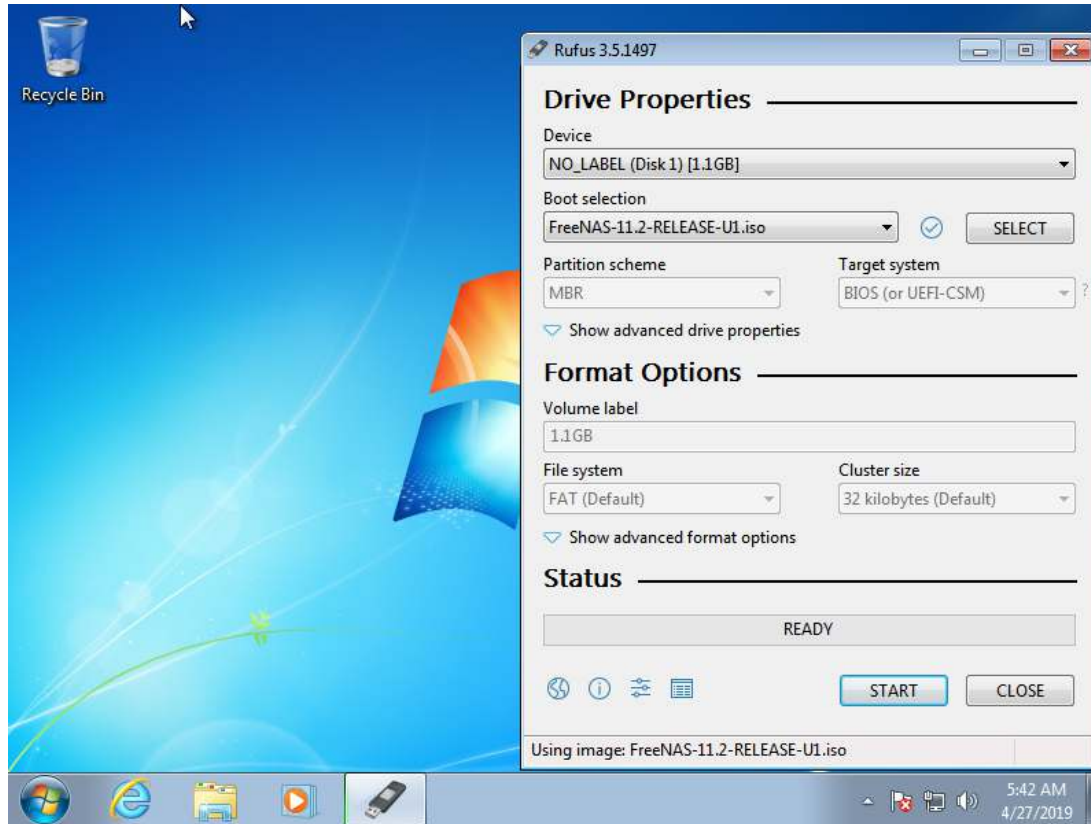 Recycle Bin
Rufus 3.5.1497
Drive Properties
Device
NO_LABEL (Disk 1) [1.1GB]
Boot selection
FreeNAS-11.2-RELEASE-U1.iso
SELECT
Partition scheme
Target system
MBR
BIOS (or UEFI-CSM)
?
Show advanced drive properties
Format Options
Volume label
1.1GB
File system
Cluster size
FAT (Default)
32 kilobytes (Default)
Show advanced format options
Status
READY
START
CLOSE
Using image: FreeNAS-11.2-RELEASE-U1.iso
5:42 AM
4/27/2019